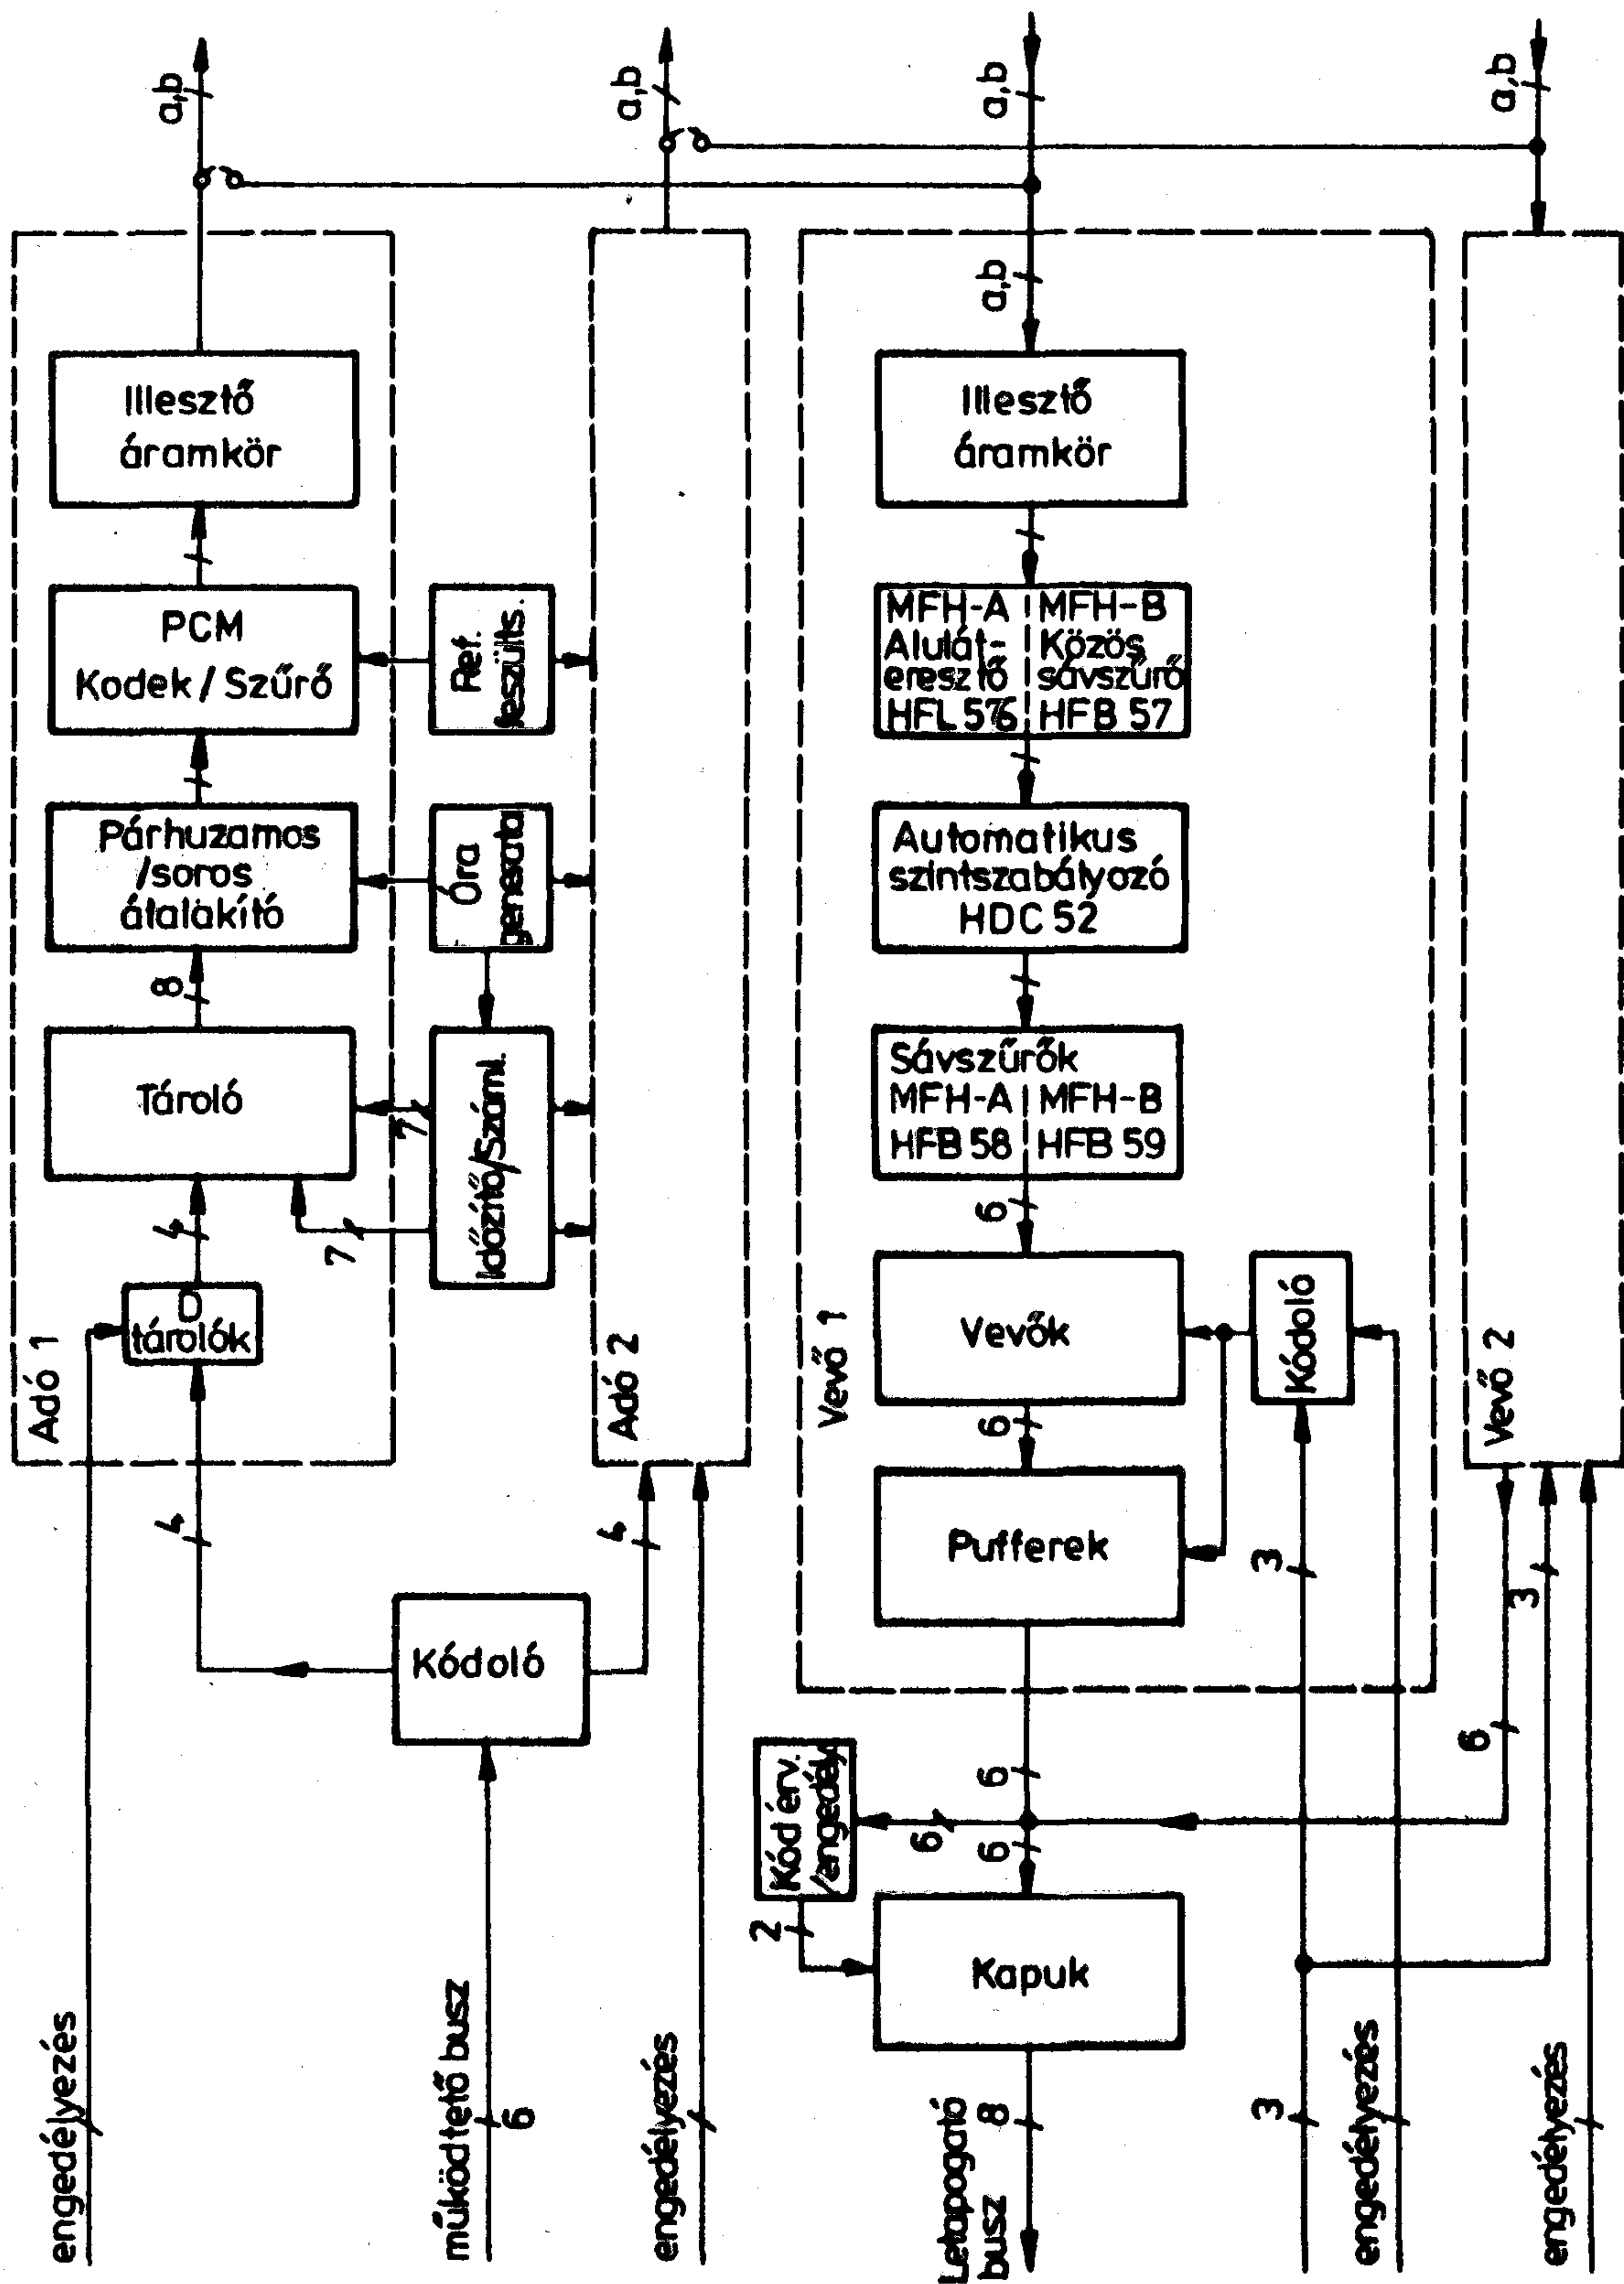 a,b
a,b
a,b
a,b
a,b
Illesztő
áramkör
Illesztő
áramkör
PCM
Kodek / Szűrő
Ref.
feszülts.
MFH-A
Alulát-
eresztő
HFL 576
MFH-B
Közös
sávszűrő
HFB 57
Párhuzamos
/soros
átalakító
Óra
Automatikus
szintszabályozó
HDC 52
8
Tároló
Időzítő/Száml.
7
7
Sávszűrők
MFH-A
HFB 58
MFH-B
HFB 59
4
6
D
tárolók
Adó 1
Adó 2
Vevő 1
Vevők
Kódoló
Vevő 2
6
4
4
Pufferek
3
3
Kódoló
6
Kód érv.
/engedély
6
6
6
2
Kapuk
engedélyezés
működtető busz
6
engedélyezés
Letapogató
busz
8
3
engedélyezés
engedélyezés